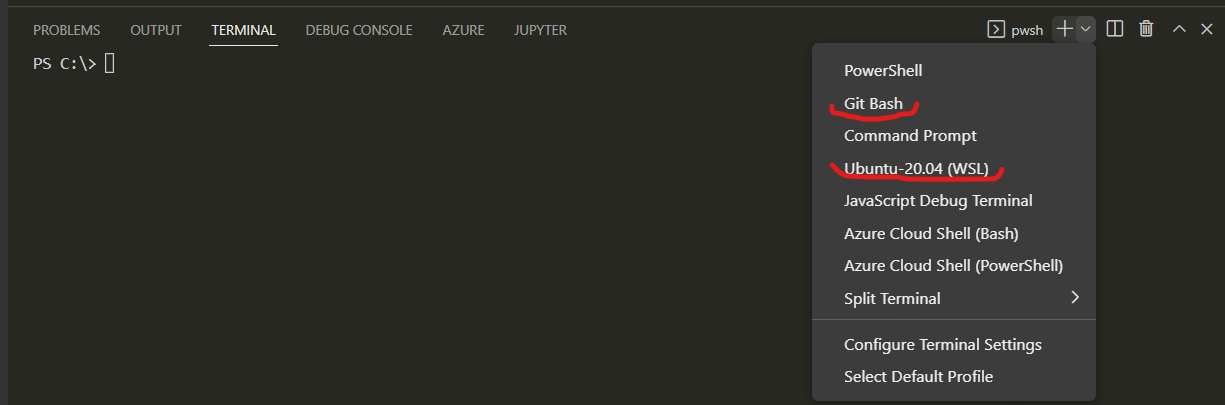 PROBLEMS OUTPUT TERMINAL DEBUG CONSOLE AZURE JUPYTER pwsh
PS C:\>
PowerShell
Git Bash
Command Prompt
Ubuntu-20.04 (WSL)
JavaScript Debug Terminal
Azure Cloud Shell (Bash)
Azure Cloud Shell (PowerShell)
Split Terminal
Configure Terminal Settings
Select Default Profile